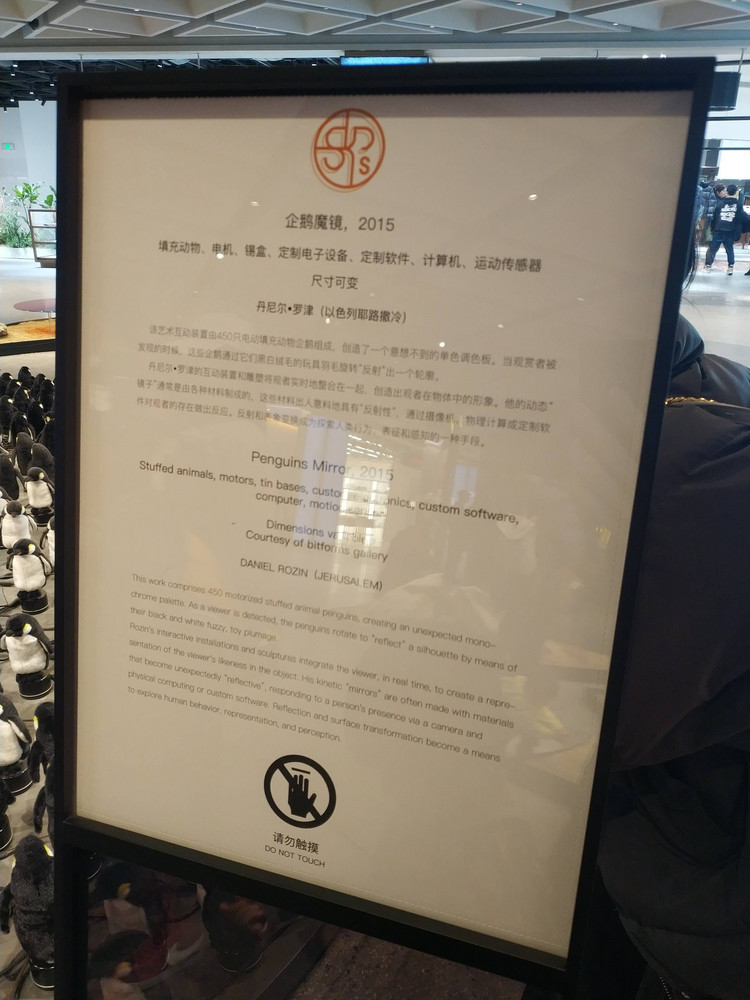 SKP
S
企鹅魔镜，2015
填充动物、电机、锡盒、定制电子设备、定制软件、计算机、运动传感器
尺寸可变
丹尼尔•罗津（以色列耶路撒冷）
该艺术互动装置由450只电动填充动物企鹅组成，创造了一个意想不到的单色调色板。当观赏者被
发现的时候，这些企鹅通过它们黑白绒毛的玩具羽毛旋转“反射”出一个轮廓。
丹尼尔•罗津的互动装置和雕塑将观者实时地整合在一起，创造出观者在物体中的形象。他的动态“
镜子”通常是由各种材料制成的，这些材料出人意料地具有“反射性”，通过摄像机、物理计算或定制软
件对观者的存在做出反应。反射和表象变换成为探索人类行为、表征和感知的一种手段。
Penguins Mirror, 2015
Stuffed animals, motors, tin bases, custom electronics, custom software,
computer, motion sensor
Dimensions variable
Courtesy of bitforms gallery
DANIEL ROZIN (JERUSALEM)
This work comprises 450 motorized stuffed animal penguins, creating an unexpected mono-
chrome palette. As a viewer is detected, the penguins rotate to "reflect" a silhouette by means of
their black and white fuzzy, toy plumage.
Rozin's interactive installations and sculptures integrate the viewer, in real time, to create a repre-
sentation of the viewer's likeness in the object. His kinetic "mirrors" are often made with materials
that become unexpectedly "reflective", responding to a person's presence via a camera and
physical computing or custom software. Reflection and surface transformation become a means
to explore human behavior, representation, and perception.
请勿触摸
DO NOT TOUCH